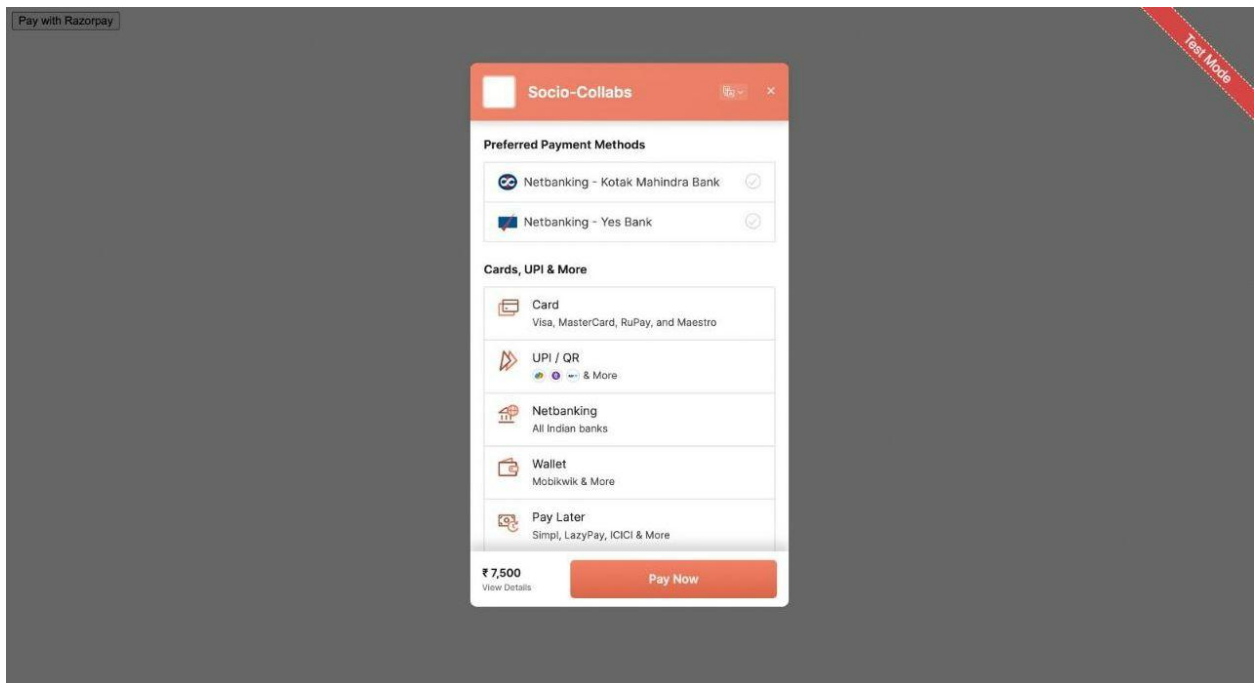 Pay with Razorpay
Test Mode
Socio-Collabs
Preferred Payment Methods
Netbanking - Kotak Mahindra Bank
Netbanking - Yes Bank
Cards, UPI & More
Card
Visa, MasterCard, RuPay, and Maestro
UPI / QR
& More
Netbanking
All Indian banks
Wallet
Mobikwik & More
Pay Later
Simpl, LazyPay, ICICI & More
₹ 7,500
View Details
Pay Now